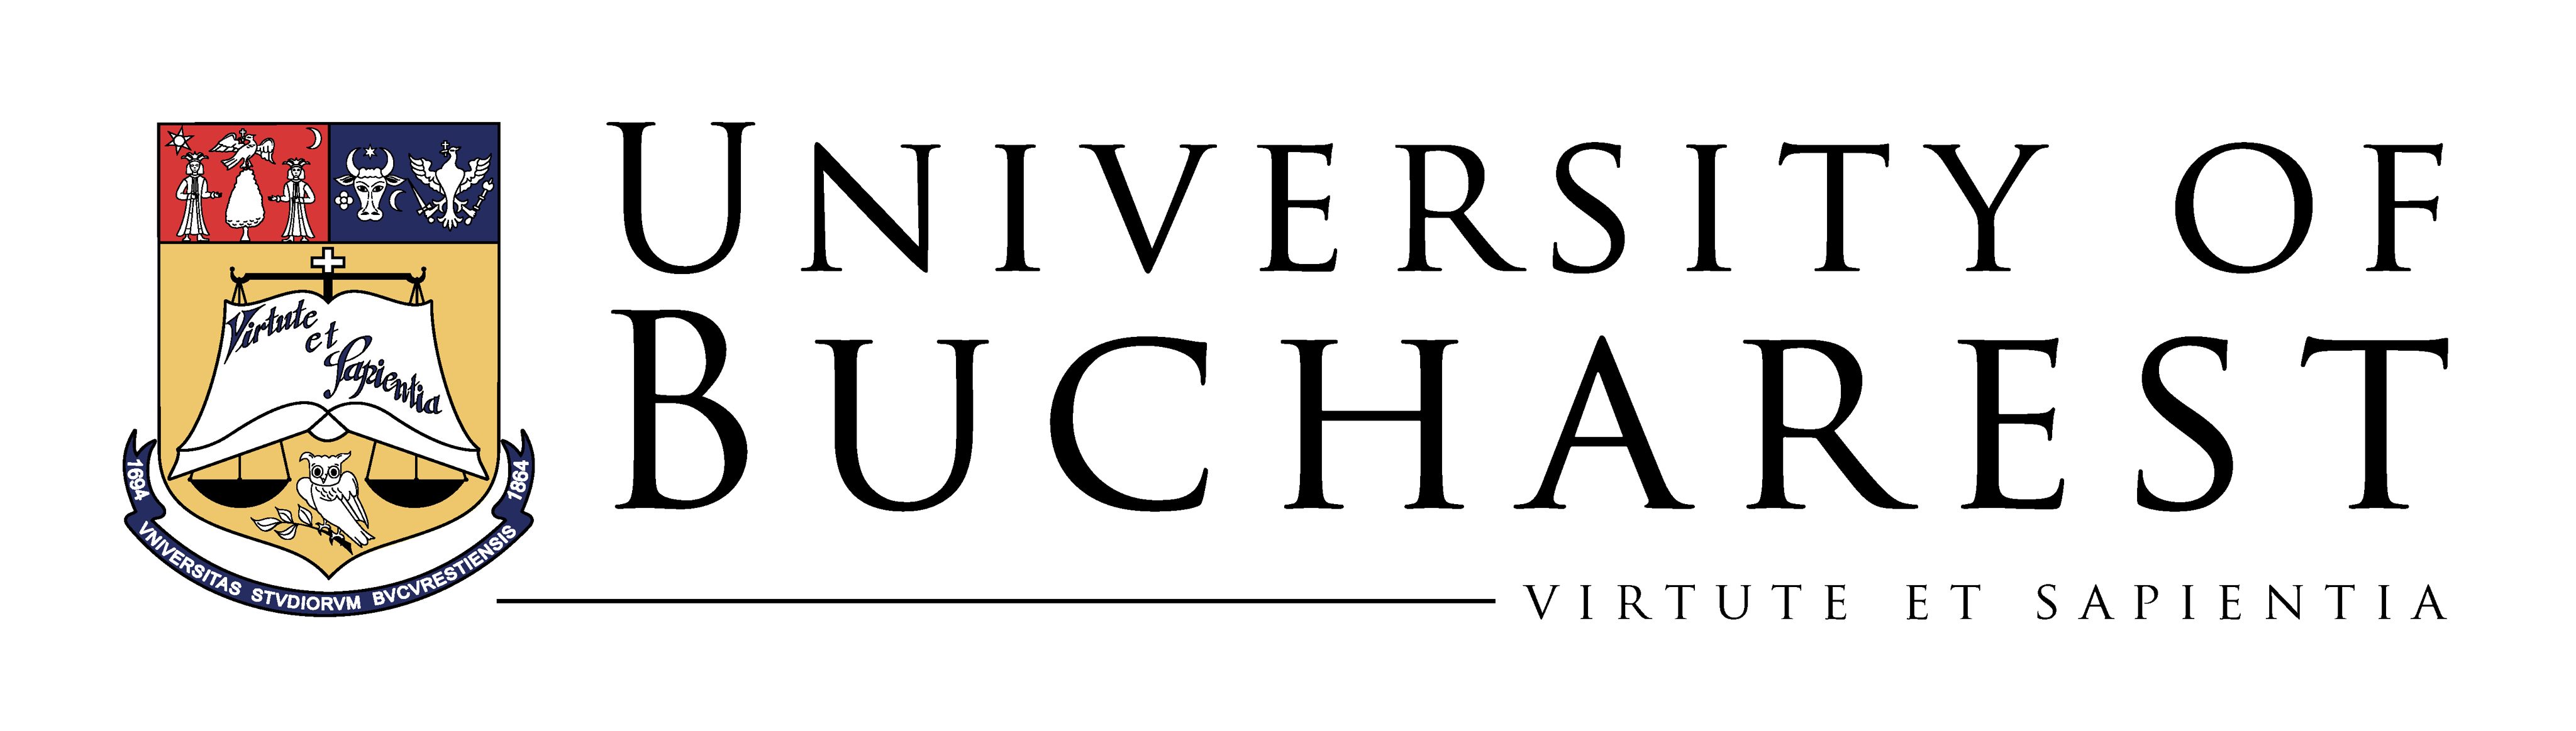 Virtute
et
Sapientia
1694
VNIVERSITAS STVDIORVM BVCVRESTIENSIS
1864
UNIVERSITY OF
BUCHAREST
VIRTUTE ET SAPIENTIA